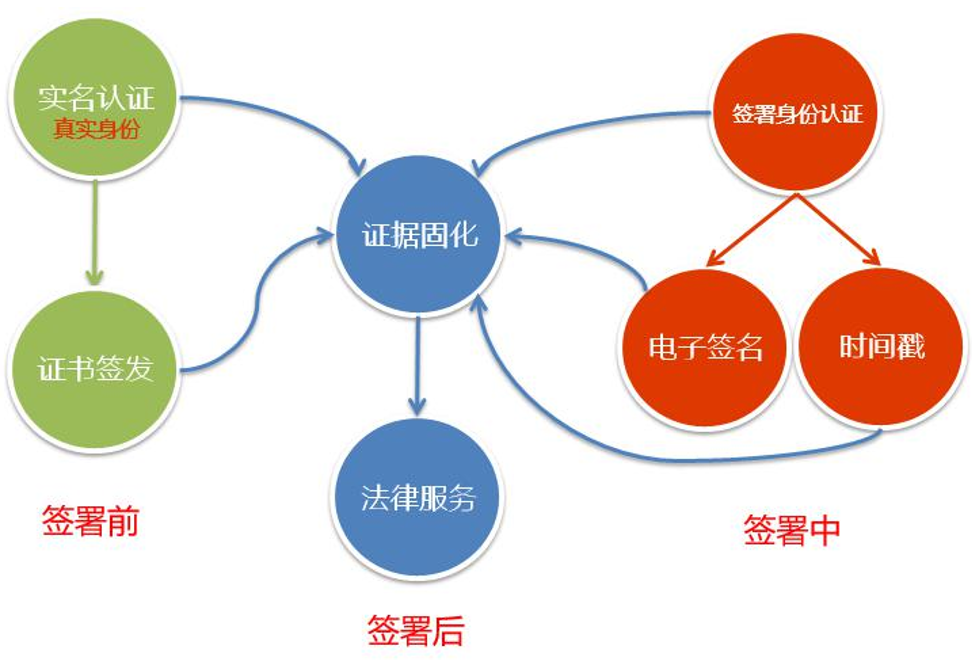 实名认证
真实身份
签署身份认证
证据固化
证书签发
电子签名
时间戳
法律服务
签署前
签署中
签署后